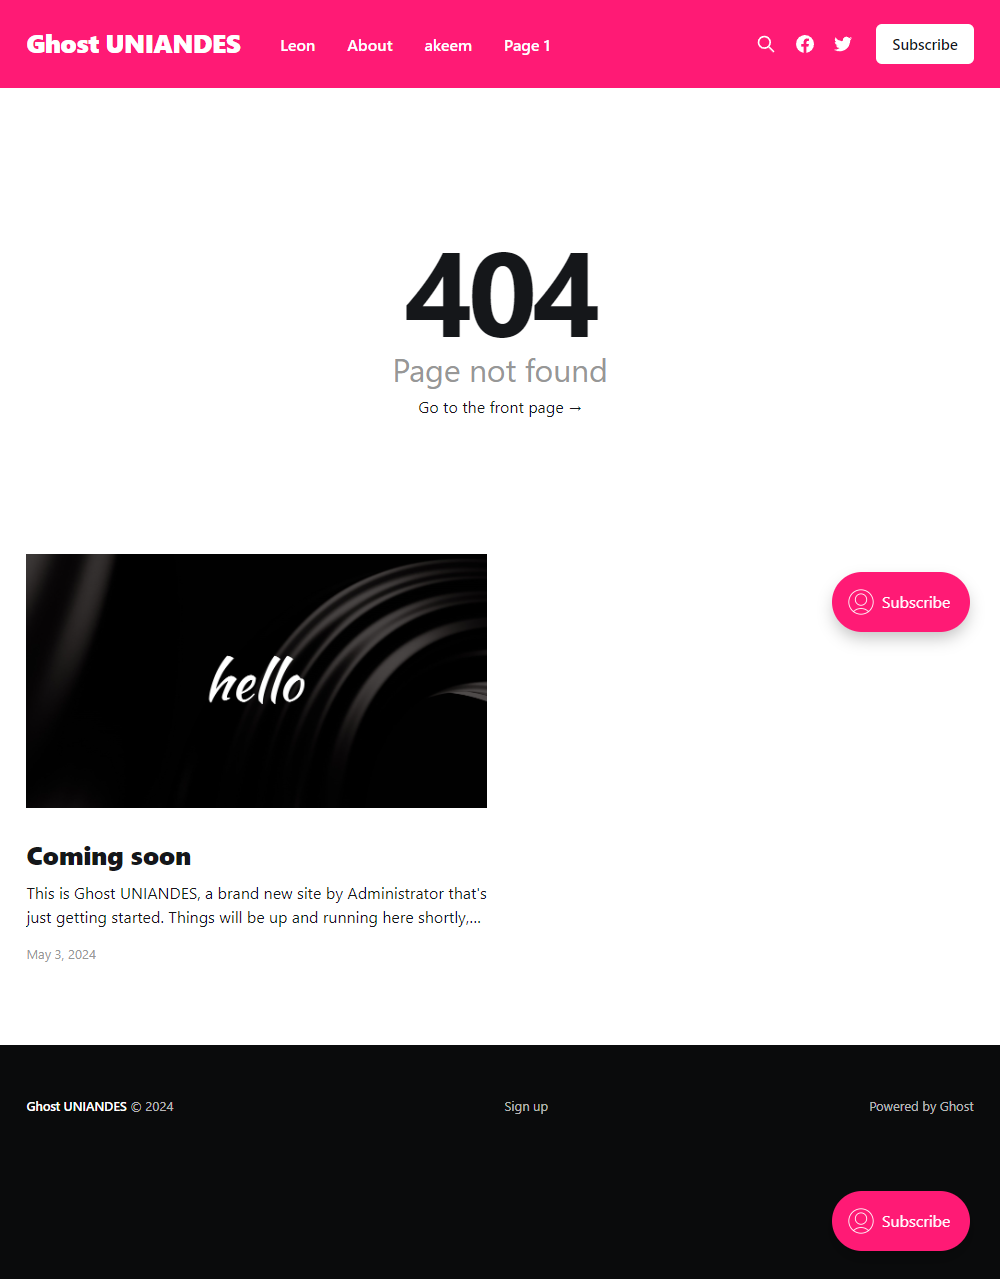 Ghost UNIANDES
Leon
About
akeem
Page 1
Subscribe
404
Page not found
Go to the front page →
hello
Subscribe
Coming soon
This is Ghost UNIANDES, a brand new site by Administrator that's
just getting started. Things will be up and running here shortly,...
May 3, 2024
Ghost UNIANDES © 2024
Sign up
Powered by Ghost
Subscribe